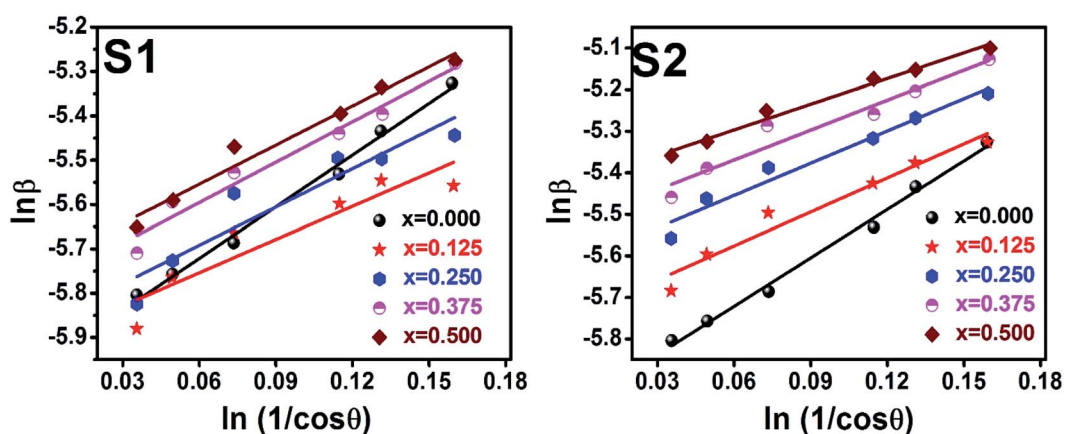 S1
-5.2
-5.3
-5.4
-5.5
-5.6
-5.7
-5.8
-5.9
lnβ
x=0.000
x=0.125
x=0.250
x=0.375
x=0.500
0.03 0.06 0.09 0.12 0.15 0.18
ln (1/cosθ)
S2
-5.1
-5.2
-5.3
-5.4
-5.5
-5.6
-5.7
-5.8
lnβ
x=0.000
x=0.125
x=0.250
x=0.375
x=0.500
0.03 0.06 0.09 0.12 0.15 0.18
ln (1/cosθ)